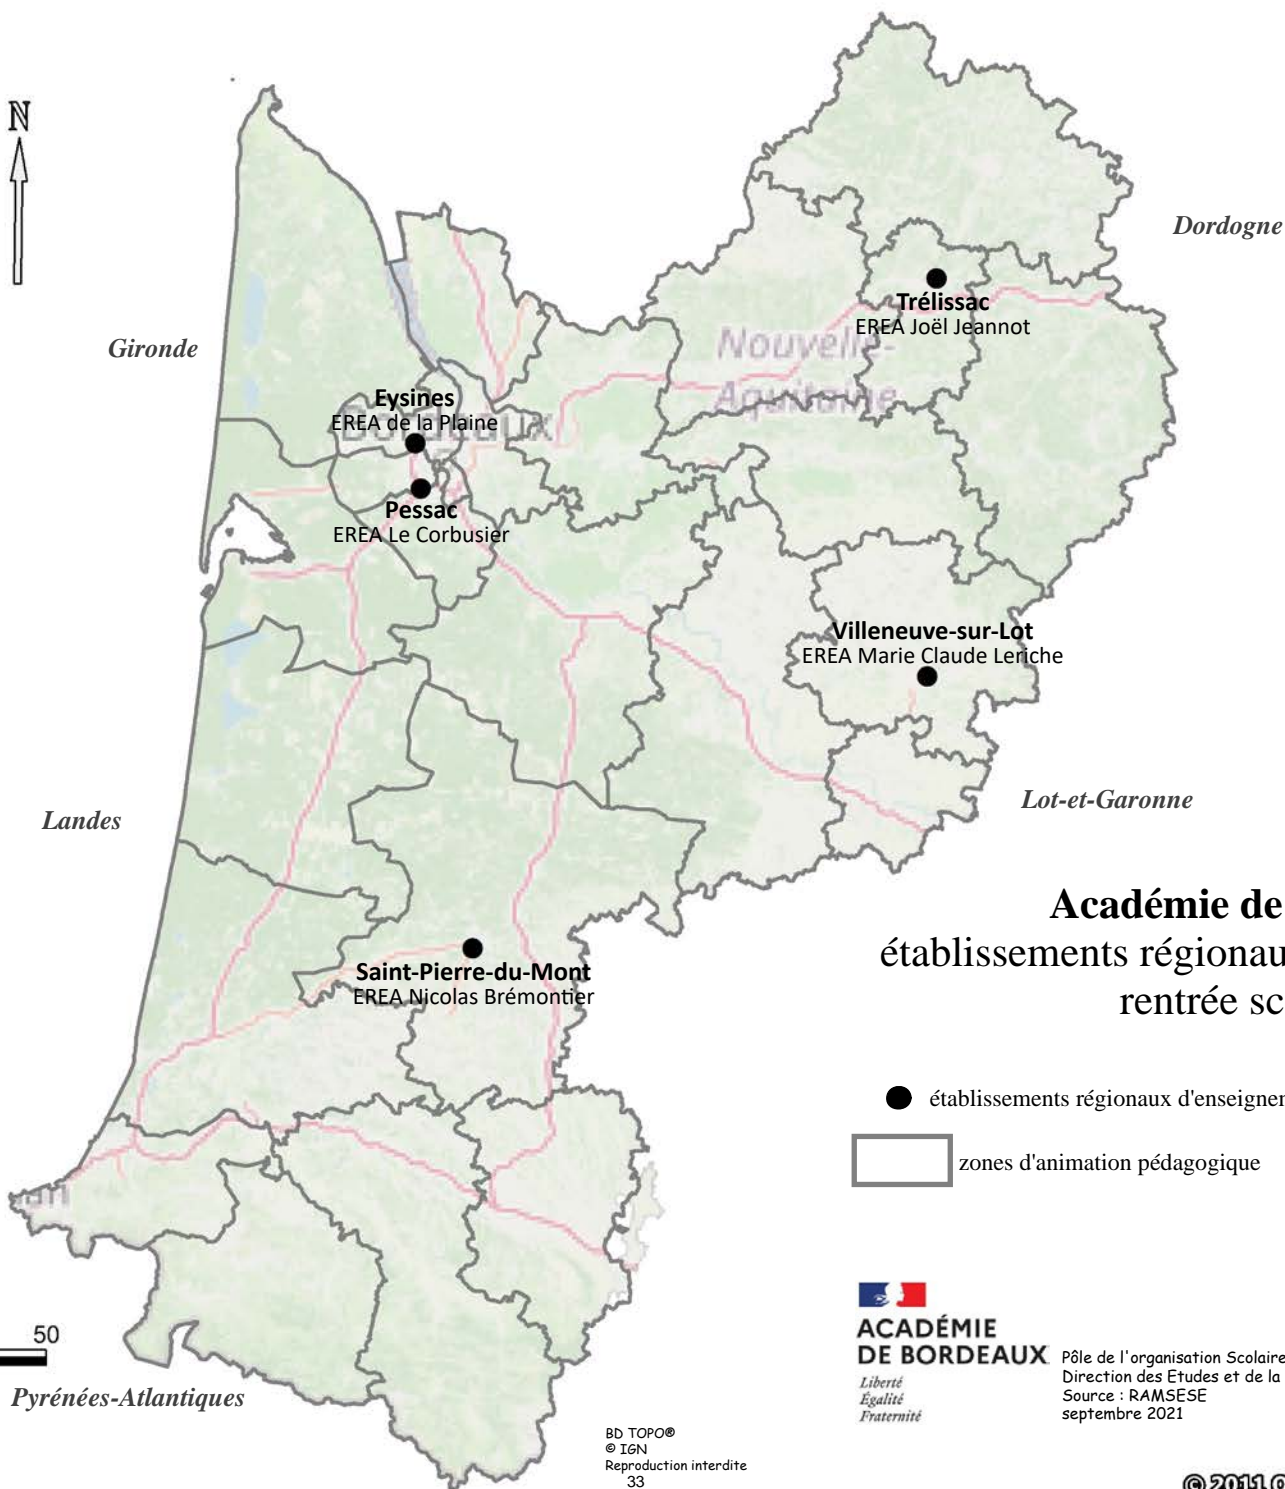 N
Dordogne
Gironde
Trélissac
EREA Joël Jeannot
Nouvelle-
Aquitaine
Eysines
EREA de la Plaine
Bordeaux
Pessac
EREA Le Corbusier
Villeneuve-sur-Lot
EREA Marie Claude Leriche
Landes
Lot-et-Garonne
Académie de
établissements régionau
rentrée sc
Saint-Pierre-du-Mont
EREA Nicolas Brémontier
établissements régionaux d'enseigner
zones d'animation pédagogique
50
Pyrénées-Atlantiques
ACADÉMIE
DE BORDEAUX
Liberté
Égalité
Fraternité
Pôle de l'organisation Scolaire
Direction des Etudes et de la
Source : RAMSESE
septembre 2021
BD TOPO®
© IGN
Reproduction interdite
33
© 2011 O